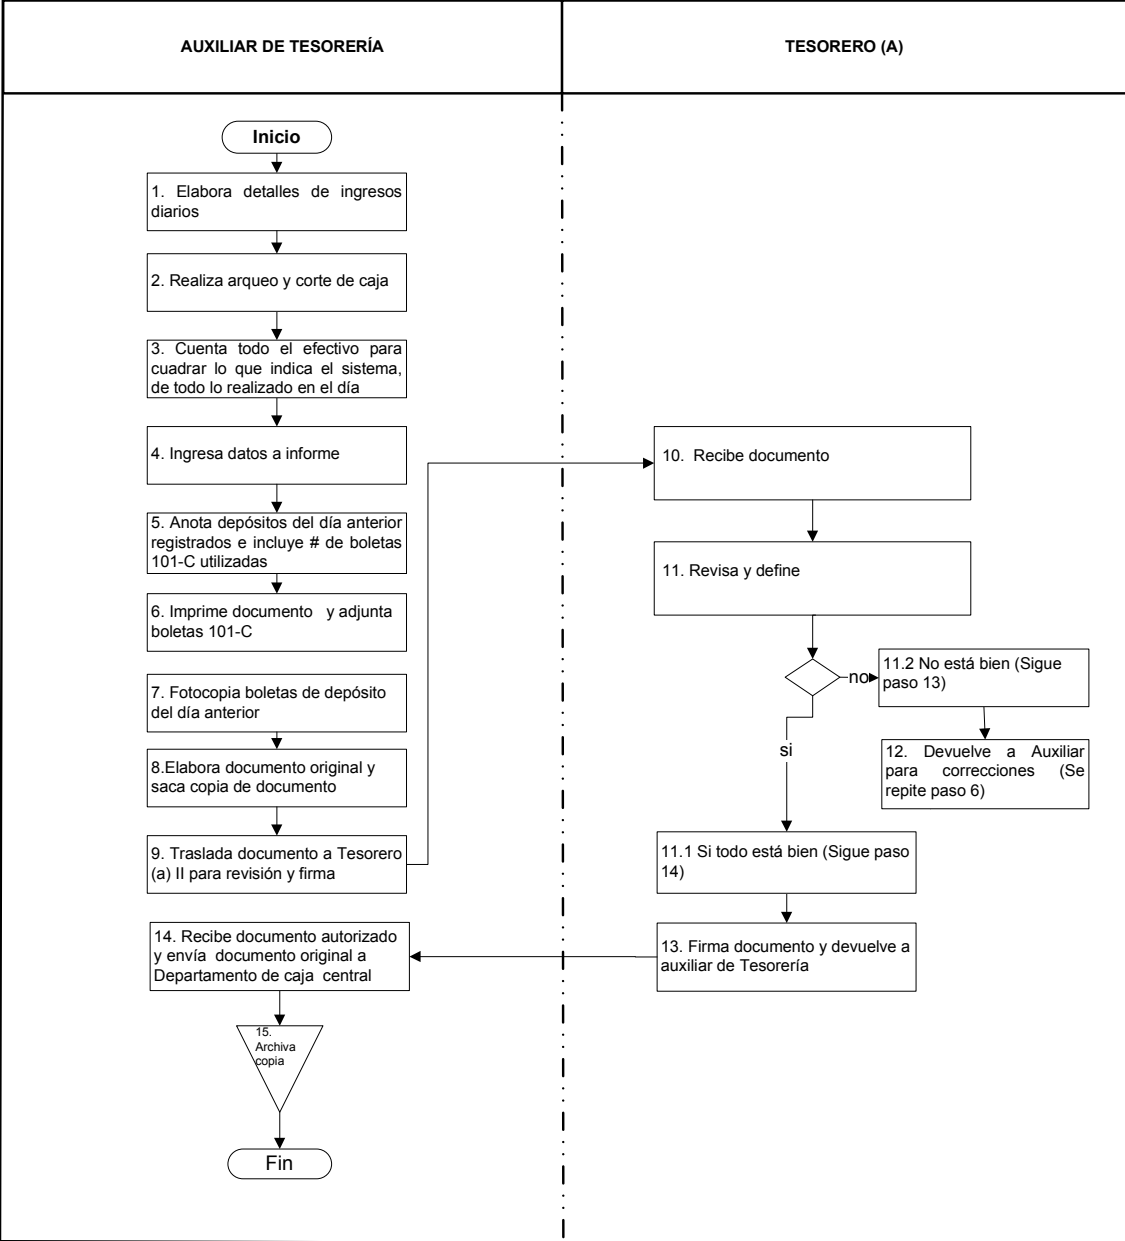 AUXILIAR DE TESORERÍA
TESORERO (A)
Inicio
1. Elabora detalles de ingresos
diarios
2. Realiza arqueo y corte de caja
3. Cuenta todo el efectivo para
cuadrar lo que indica el sistema,
de todo lo realizado en el día
4. Ingresa datos a informe
5. Anota depósitos del día anterior
registrados e incluye # de boletas
101-C utilizadas
6. Imprime documento y adjunta
boletas 101-C
7. Fotocopia boletas de depósito
del día anterior
8.Elabora documento original y
saca copia de documento
9. Traslada documento a Tesorero
(a) II para revisión y firma
10. Recibe documento
11. Revisa y define
no
11.2 No está bien (Sigue
paso 13)
12. Devuelve a Auxiliar
para correcciones (Se
repite paso 6)
si
11.1 Si todo está bien (Sigue paso
14)
13. Firma documento y devuelve a
auxiliar de Tesorería
14. Recibe documento autorizado
y envía documento original a
Departamento de caja central
15.
Archiva
copia
Fin